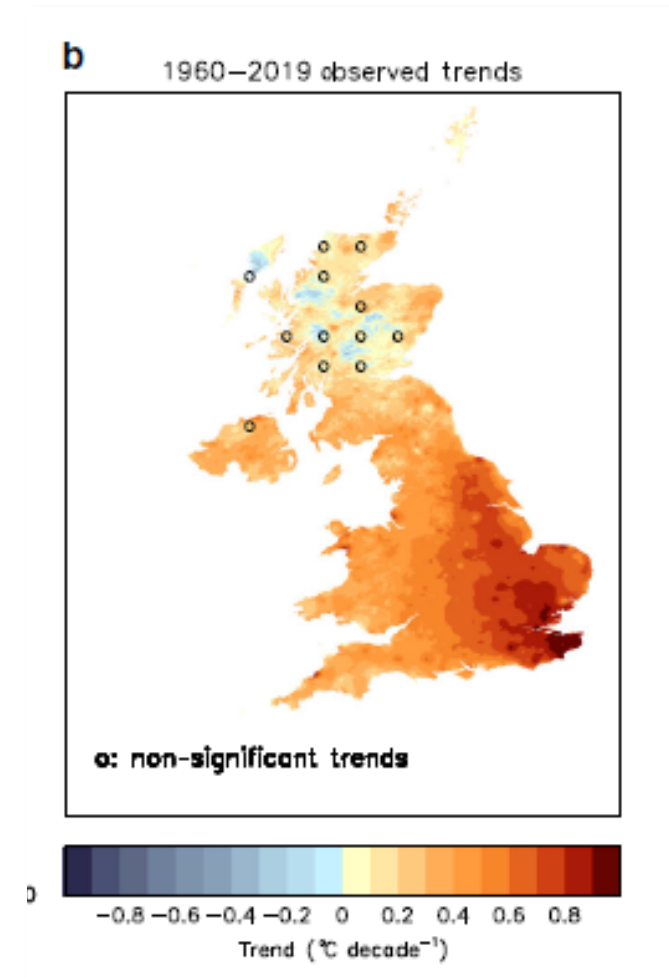 b
1960–2019 observed trends
o: non-significant trends
−0.8 −0.6 −0.4 −0.2 0 0.2 0.4 0.6 0.8
Trend (℃ decade⁻¹)